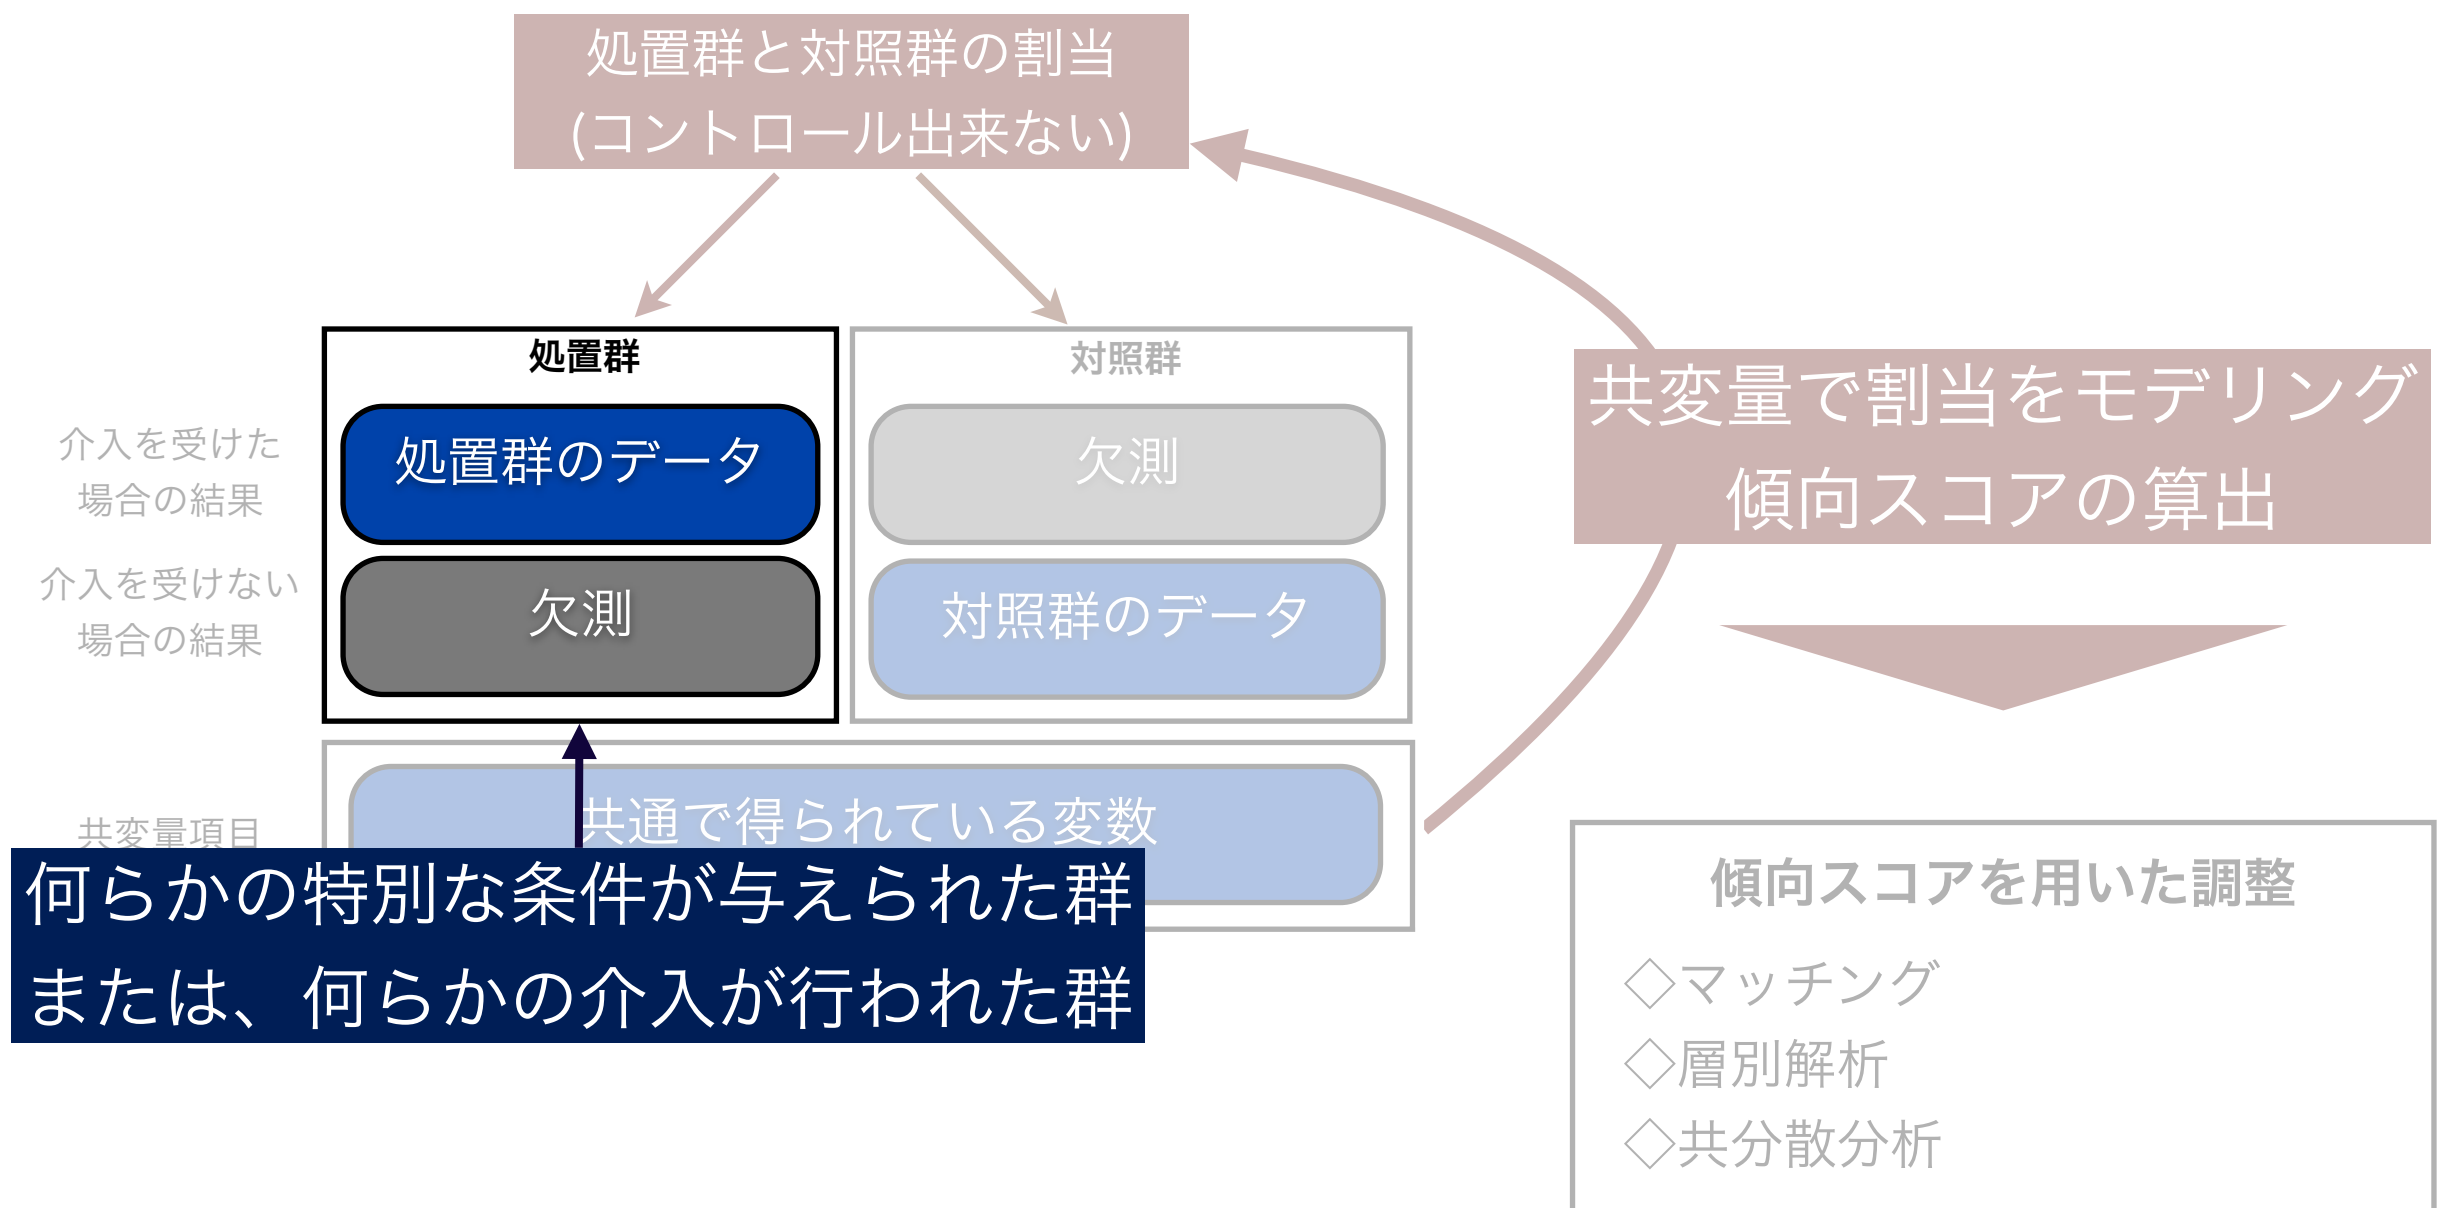 処置群と対照群の割当
(コントロール出来ない)
処置群
対照群
介入を受けた
場合の結果
処置群のデータ
欠測
介入を受けない
場合の結果
欠測
対照群のデータ
共変量項目
共通で得られている変数
何らかの特別な条件が与えられた群
または、何らかの介入が行われた群
共変量で割当をモデリング
傾向スコアの算出
傾向スコアを用いた調整
◇マッチング
◇層別解析
◇共分散分析